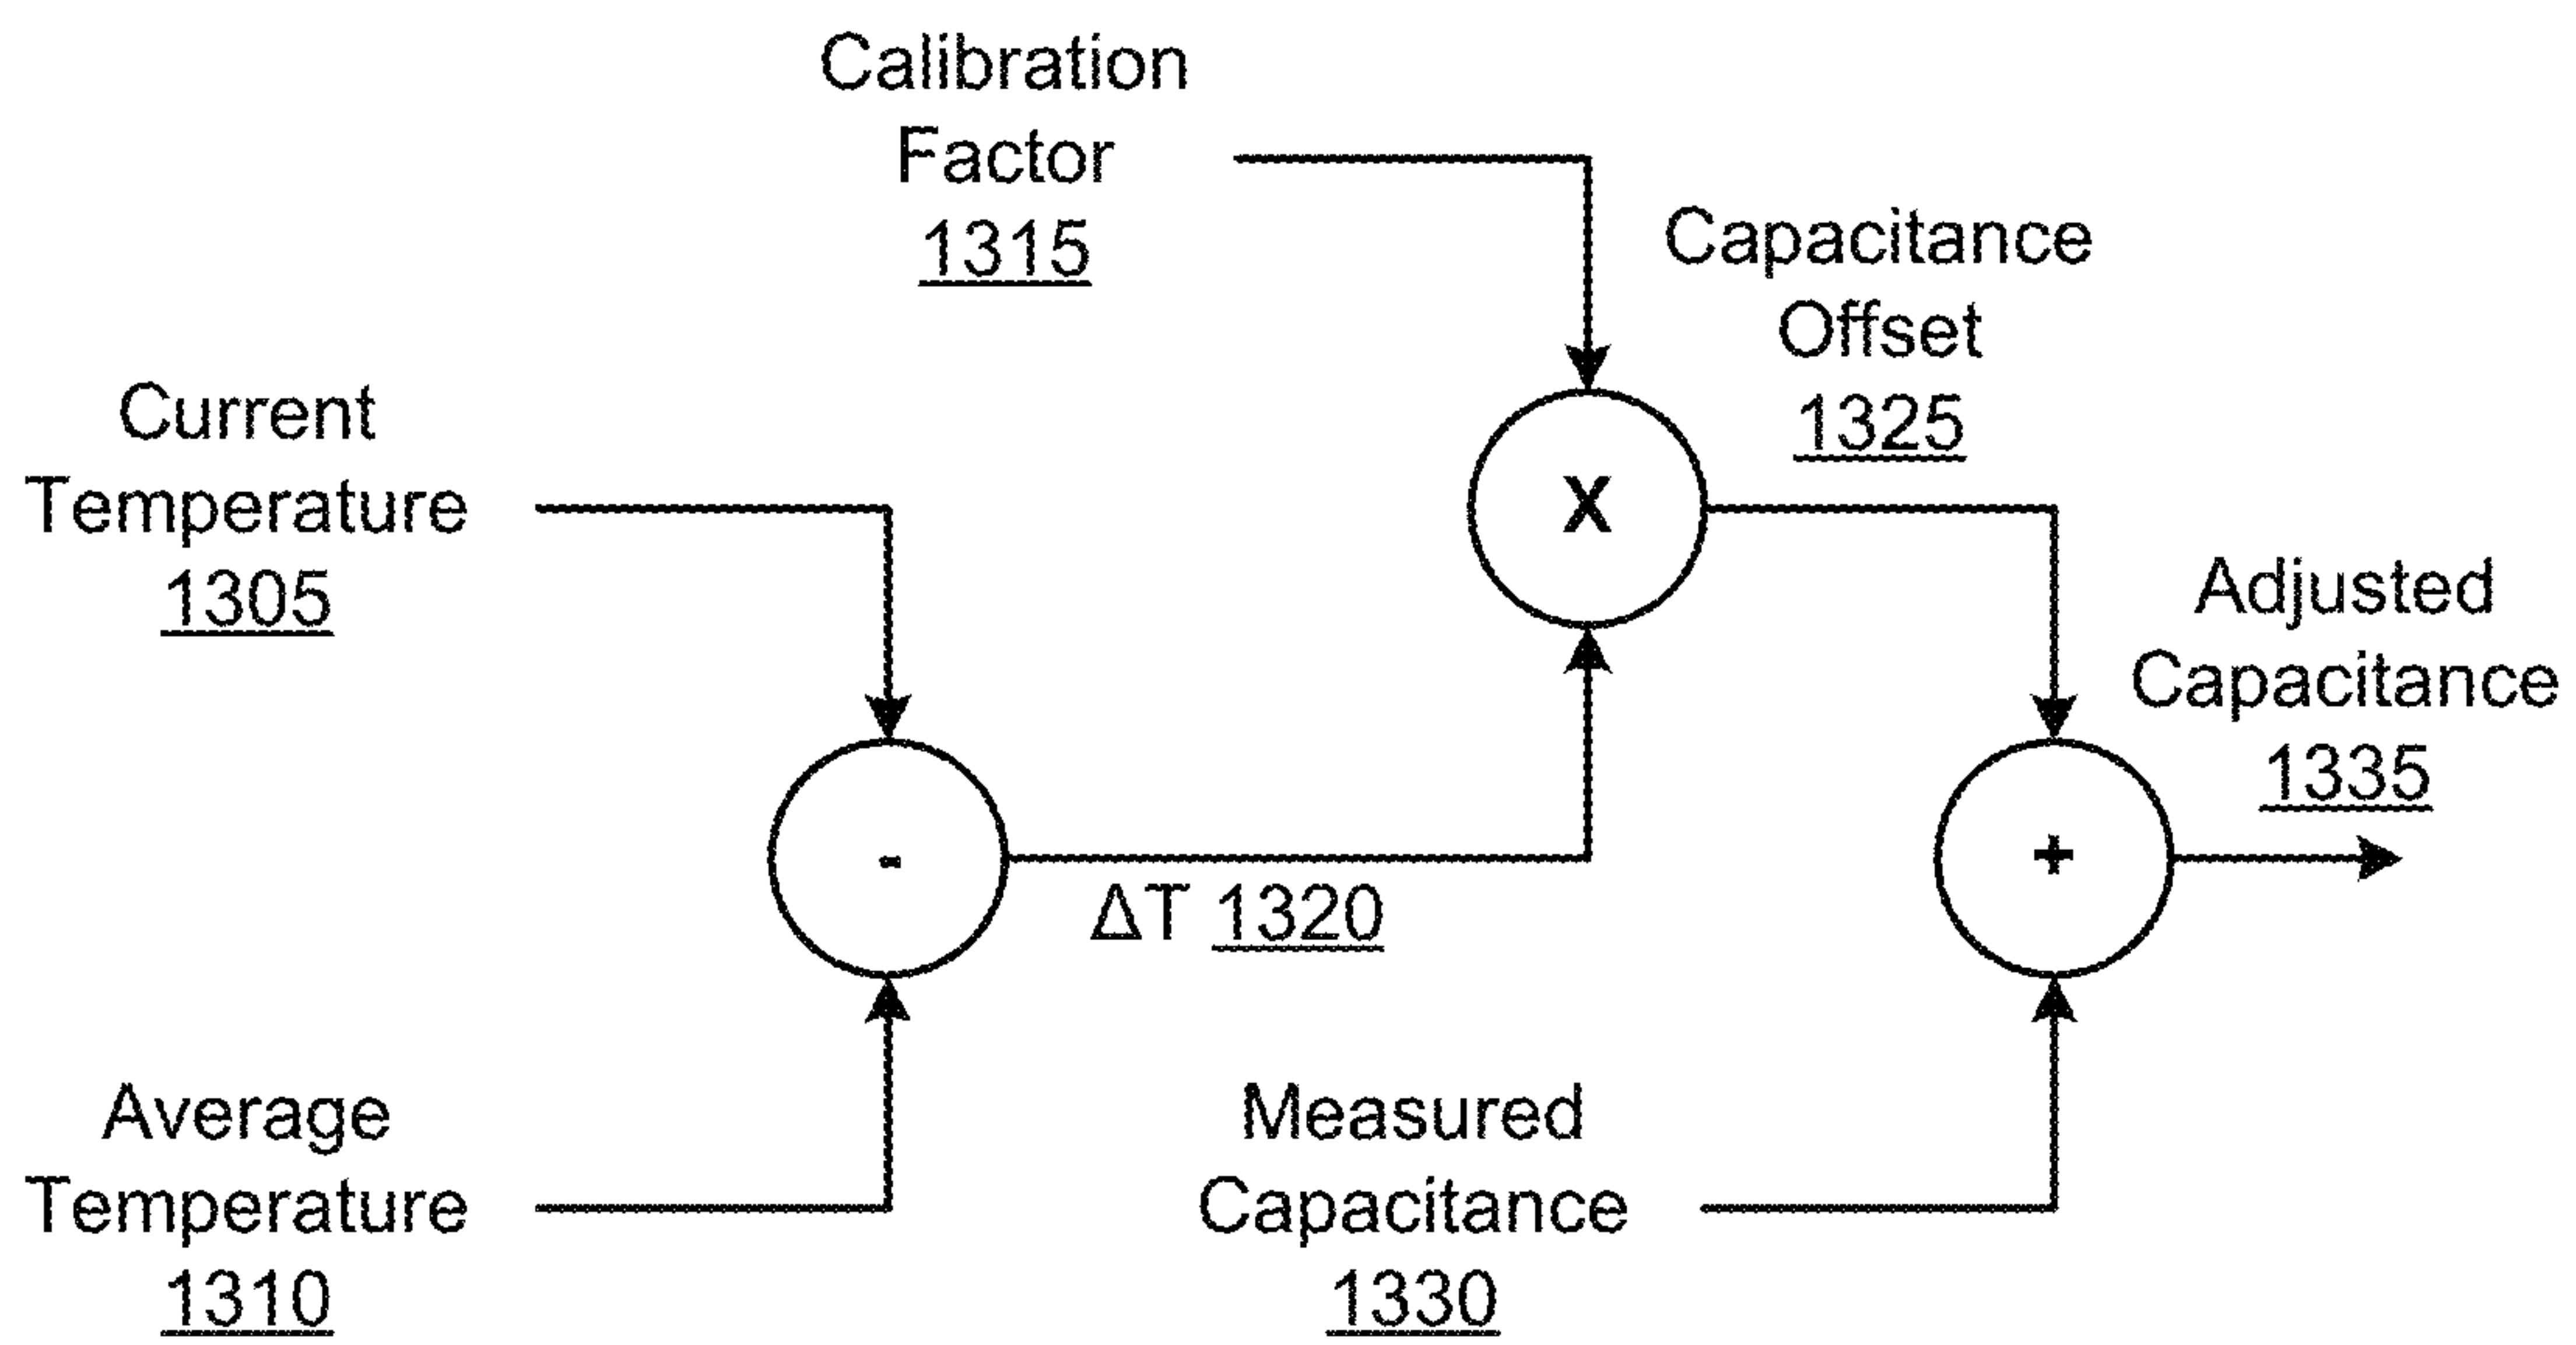 Calibration
Factor
1315
Capacitance
Offset
1325
Current
Temperature
1305
X
Adjusted
Capacitance
1335
-
+
ΔT 1320
Average
Temperature
1310
Measured
Capacitance
1330